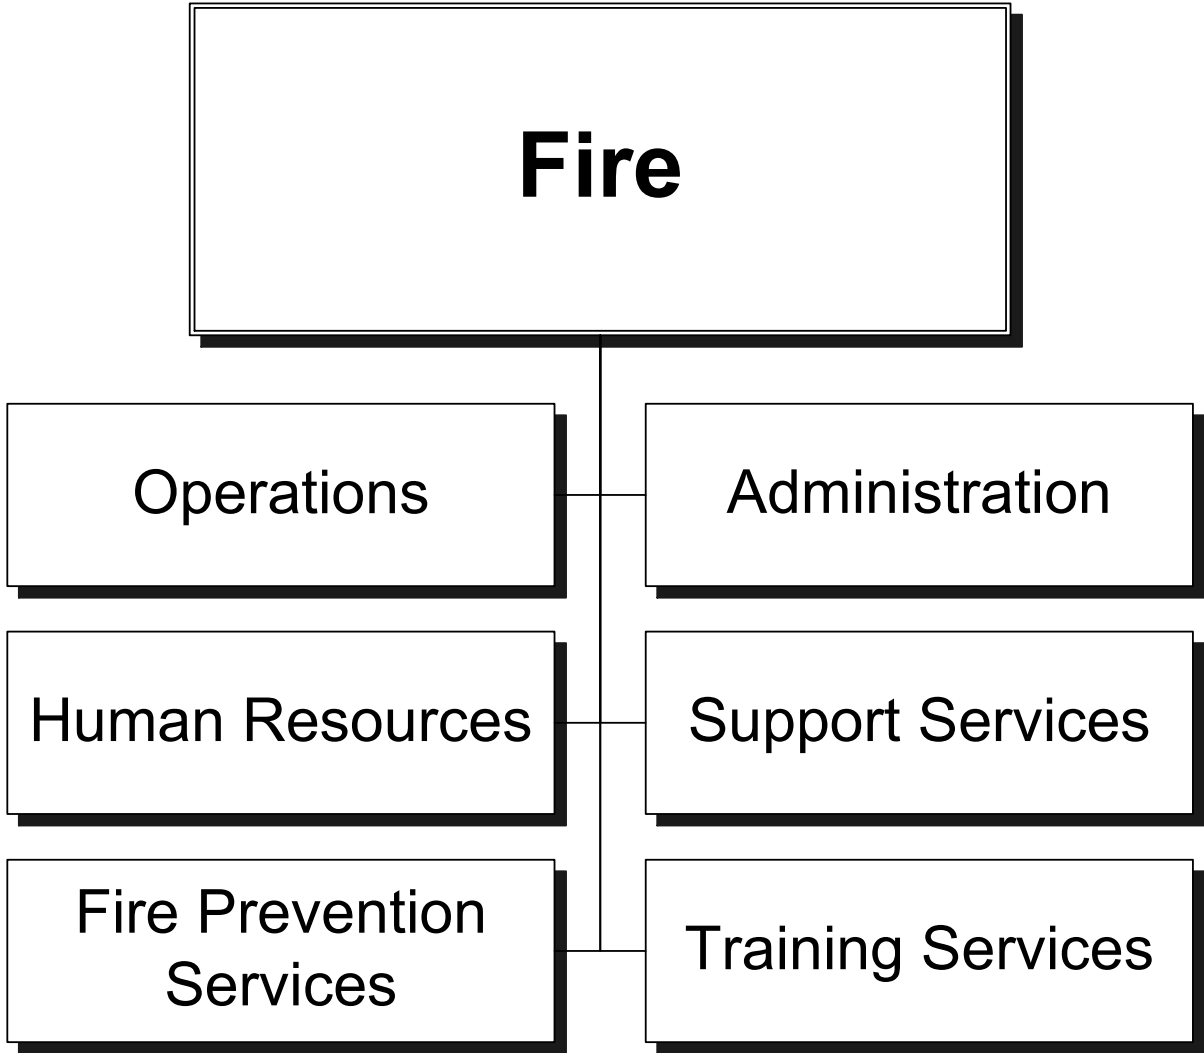 Fire
Operations
Administration
Human Resources
Support Services
Fire Prevention
Services
Training Services